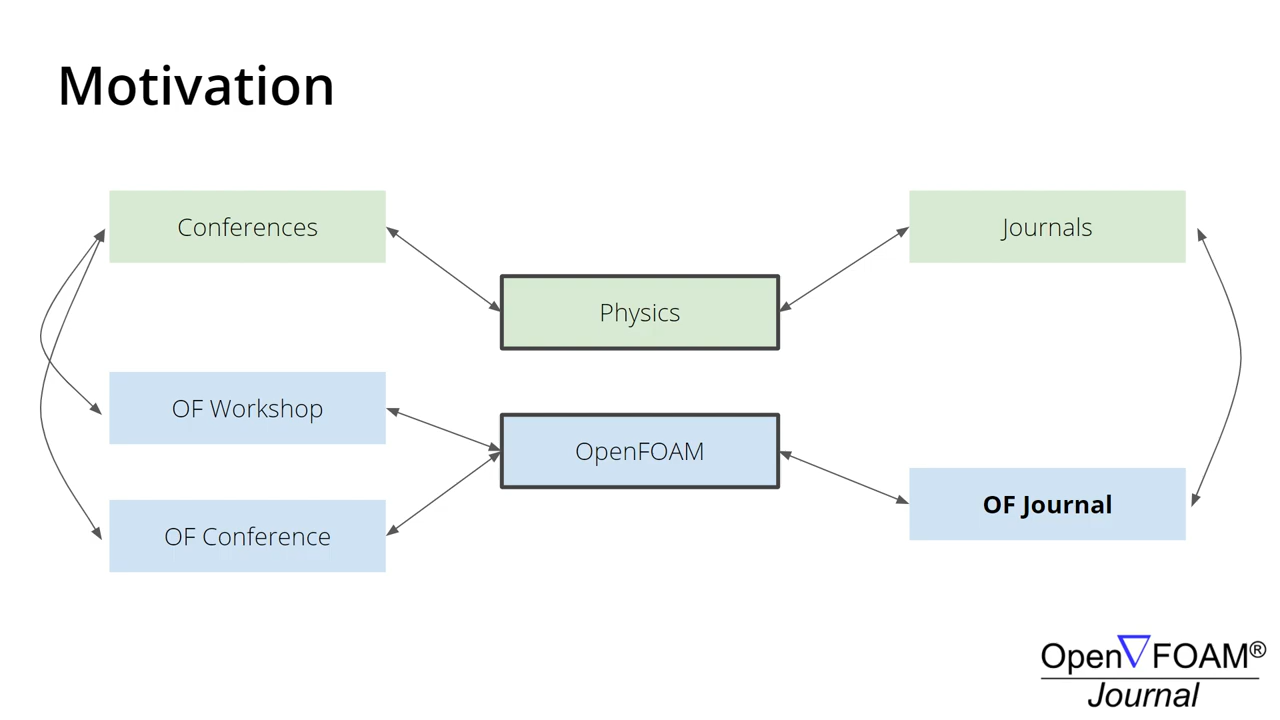 Motivation
Conferences
Journals
Physics
OF Workshop
OpenFOAM
OF Journal
OF Conference
Open FOAM®
Journal